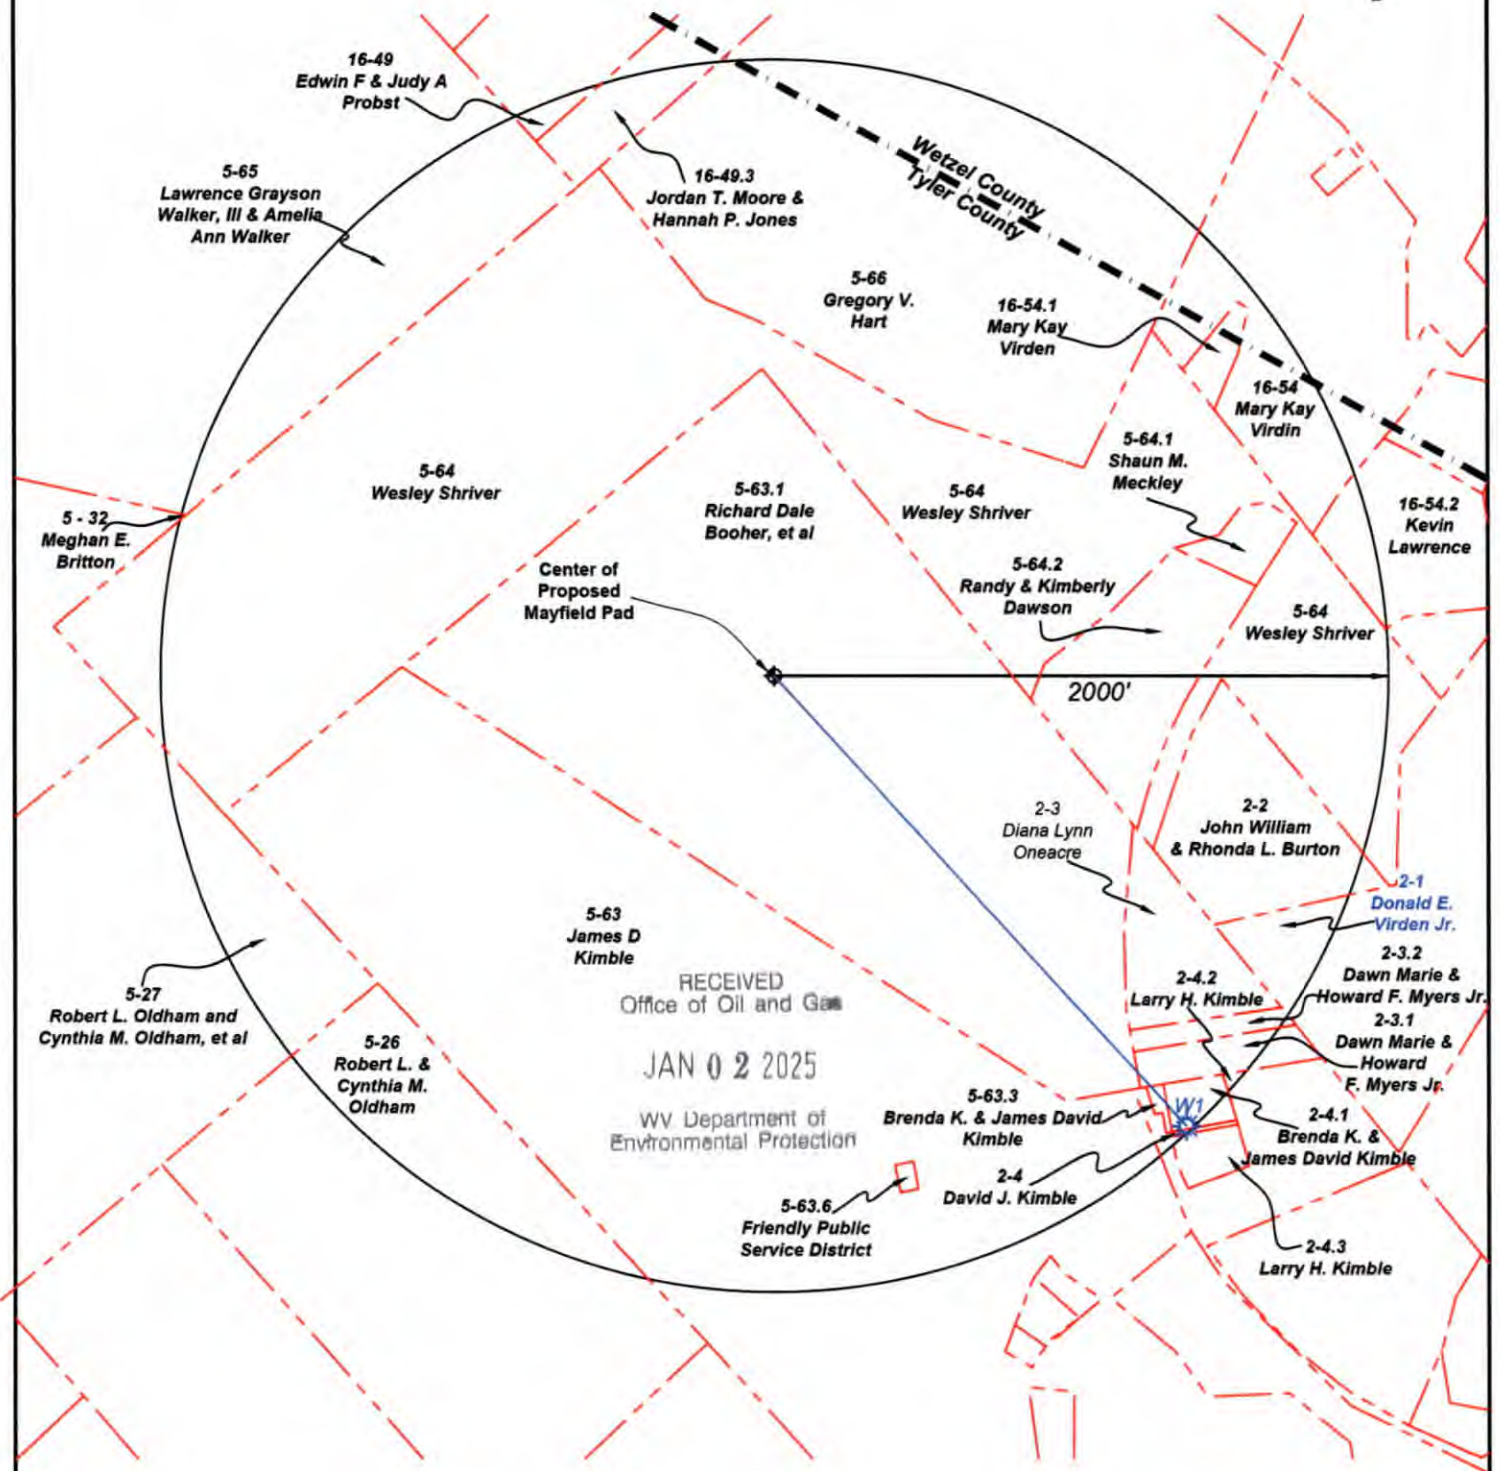 16-49
Edwin F & Judy A
Probst
5-65
Lawrence Grayson
Walker, III & Amelia
Ann Walker
16-49.3
Jordan T. Moore &
Hannah P. Jones
Wetzel County
Tyler County
5-66
Gregory V.
Hart
16-54.1
Mary Kay
Virden
16-54
Mary Kay
Virdin
5-64.1
Shaun M.
Meckley
5-64
Wesley Shriver
5-63.1
Richard Dale
Booher, et al
5-64
Wesley Shriver
16-54.2
Kevin
Lawrence
5 - 32
Meghan E.
Britton
Center of
Proposed
Mayfield Pad
5-64.2
Randy & Kimberly
Dawson
5-64
Wesley Shriver
2000'
2-3
Diana Lynn
Oneacre
2-2
John William
& Rhonda L. Burton
2-1
Donald E.
Virden Jr.
5-63
James D
Kimble
RECEIVED
Office of Oil and Gas
JAN 02 2025
WV Department of
Environmental Protection
2-4.2
Larry H. Kimble
2-3.2
Dawn Marie &
Howard F. Myers Jr.
2-3.1
Dawn Marie &
Howard
F. Myers Jr.
5-27
Robert L. Oldham and
Cynthia M. Oldham, et al
5-26
Robert L. &
Cynthia M.
Oldham
5-63.3
Brenda K. & James David
Kimble
W1
2-4.1
Brenda K. &
James David Kimble
2-4
David J. Kimble
5-63.6
Friendly Public
Service District
2-4.3
Larry H. Kimble